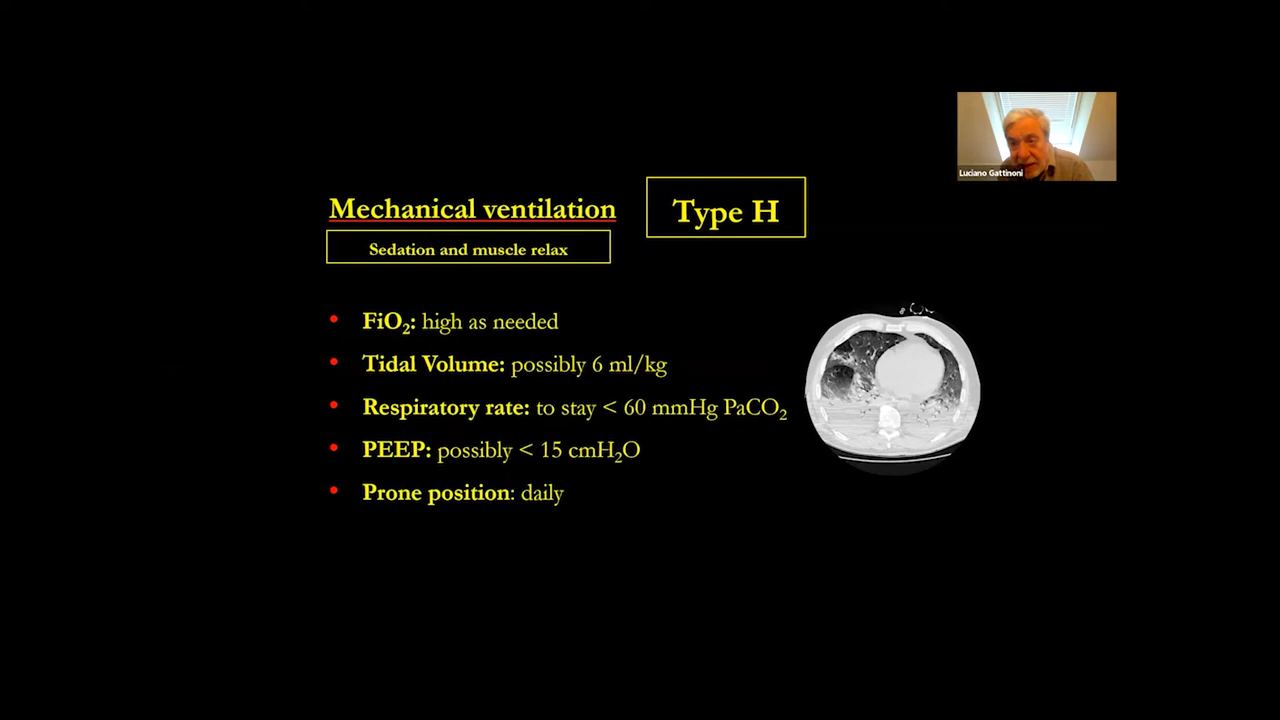 Luciano Gattinoni
Mechanical ventilation
Type H
Sedation and muscle relax
• FiO₂: high as needed
• Tidal Volume: possibly 6 ml/kg
• Respiratory rate: to stay < 60 mmHg PaCO₂
• PEEP: possibly < 15 cmH₂O
• Prone position: daily